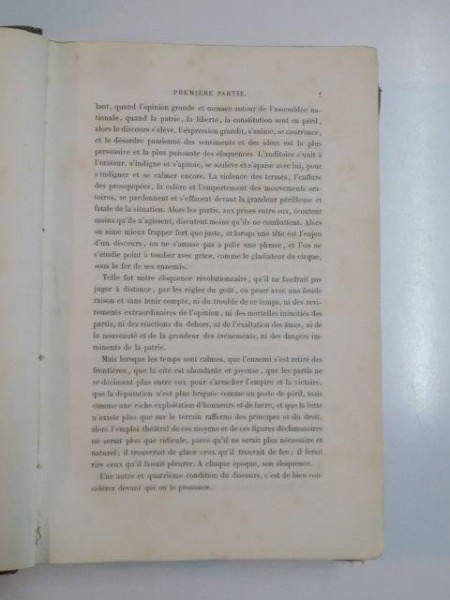 PREMIÈRE PARTIE.
lant, quand l'opinion gronde et menace autour de l'assemblée na-
tionale, quand la patrie, la liberté, la constitution sont en péril,
alors le discours s'élève, l'expression grandit, s'anime, se courrouce,
et le désordre passionné des sentiments et des idées est la plus
persuasive et la plus puissante des éloquences. L'auditoire s'unit à
l'orateur, s'indigne et s'apitoie, se soulève et s'apaise avec lui, pour
s'indigner et se calmer encore. La violence des termes, l'enflure
des prosopopées, la colère et l'emportement des mouvements ora-
toires, se pardonnent et s'effacent devant la grandeur périlleuse et
fatale de la situation. Alors les partis, aux prises entre eux, écoutent
moins qu'ils n'agissent, discutent moins qu'ils ne combattent. Alors
on aime mieux frapper fort que juste, et lorsqu'une tête est l'enjeu
d'un discours, on ne s'amuse pas à polir une phrase, et l'on ne
s'étudie point à tomber avec grâce, comme le gladiateur du cirque,
sous le fer de ses ennemis.
Telle fut notre éloquence révolutionnaire, qu'il ne faudrait pas
juger à distance, par les règles du goût, ou peser avec une froide
raison et sans tenir compte, ni du trouble de ce temps, ni des revi-
rements extraordinaires de l'opinion, ni des mortelles inimitiés des
partis, ni des réactions du dehors, ni de l'exaltation des âmes, ni de
la nouveauté et de la grandeur des événements, ni des dangers im-
minents de la patrie.
Mais lorsque les temps sont calmes, que l'ennemi s'est retiré des
frontières, que la cité est abondante et joyeuse, que les partis ne
se déciment plus entre eux pour s'arracher l'empire et la victoire,
que la députation n'est plus briguée comme un poste de péril, mais
comme une riche exploitation d'honneurs et de lucre, et que la lutte
n'existe plus que sur le terrain raffermi des principes et du droit,
alors l'emploi théâtral de ces moyens et de ces figures déclamatoires
ne serait plus que ridicule, parce qu'il ne serait plus nécessaire et
naturel; il trouverait de glace ceux qu'il trouvait de feu; il ferait
rire ceux qu'il faisait pleurer. A chaque époque, son éloquence.
Une autre et quatrième condition du discours, c'est de bien con-
sidérer devant qui on le prononce.